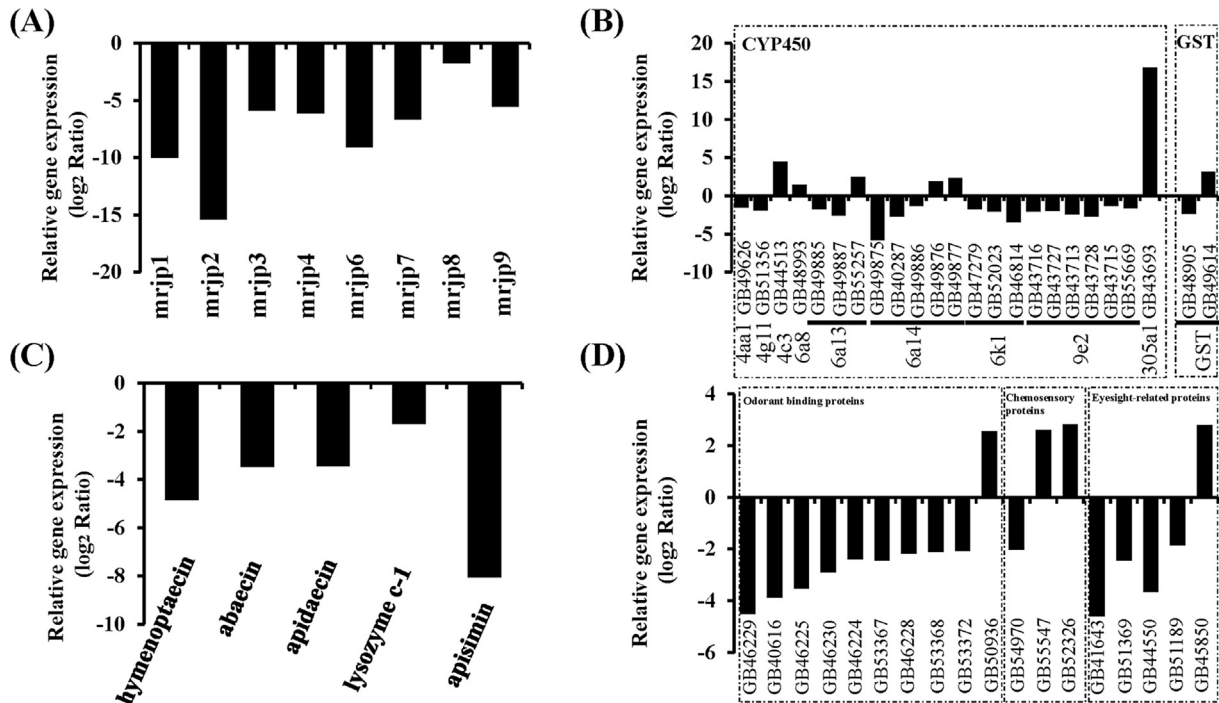 (A)
Relative gene expression
(log2 Ratio)
0
-5
-10
-15
-20
mrjp1
mrjp2
mrjp3
mrjp4
mrjp6
mrjp7
mrjp8
mrjp9
(B)
Relative gene expression
(log2 Ratio)
20
15
10
5
0
-5
-10
CYP450
GST
GB49626
GB51356
GB44513
GB48993
GB49885
GB49887
GB55257
GB49875
GB40287
GB49886
GB49876
GB49877
GB47279
GB52023
GB46814
GB43716
GB43727
GB43713
GB43728
GB43715
GB55669
GB43693
GB48905
GB49614
4aa1
4g11
4c3
6a8
6a13
6a14
6k1
9e2
305a1
GST
(C)
Relative gene expression
(log2 Ratio)
0
-2
-4
-6
-8
-10
hymenoptaecin
abaecin
apidaecin
lysozyme c-1
apisimin
(D)
Relative gene expression
(log2 Ratio)
4
2
0
-2
-4
-6
Odorant binding proteins
Chemosensory
proteins
Eyesight-related proteins
GB46229
GB40616
GB46225
GB46230
GB46224
GB53367
GB46228
GB53368
GB53372
GB50936
GB54970
GB55547
GB52326
GB41643
GB51369
GB44550
GB51189
GB45850